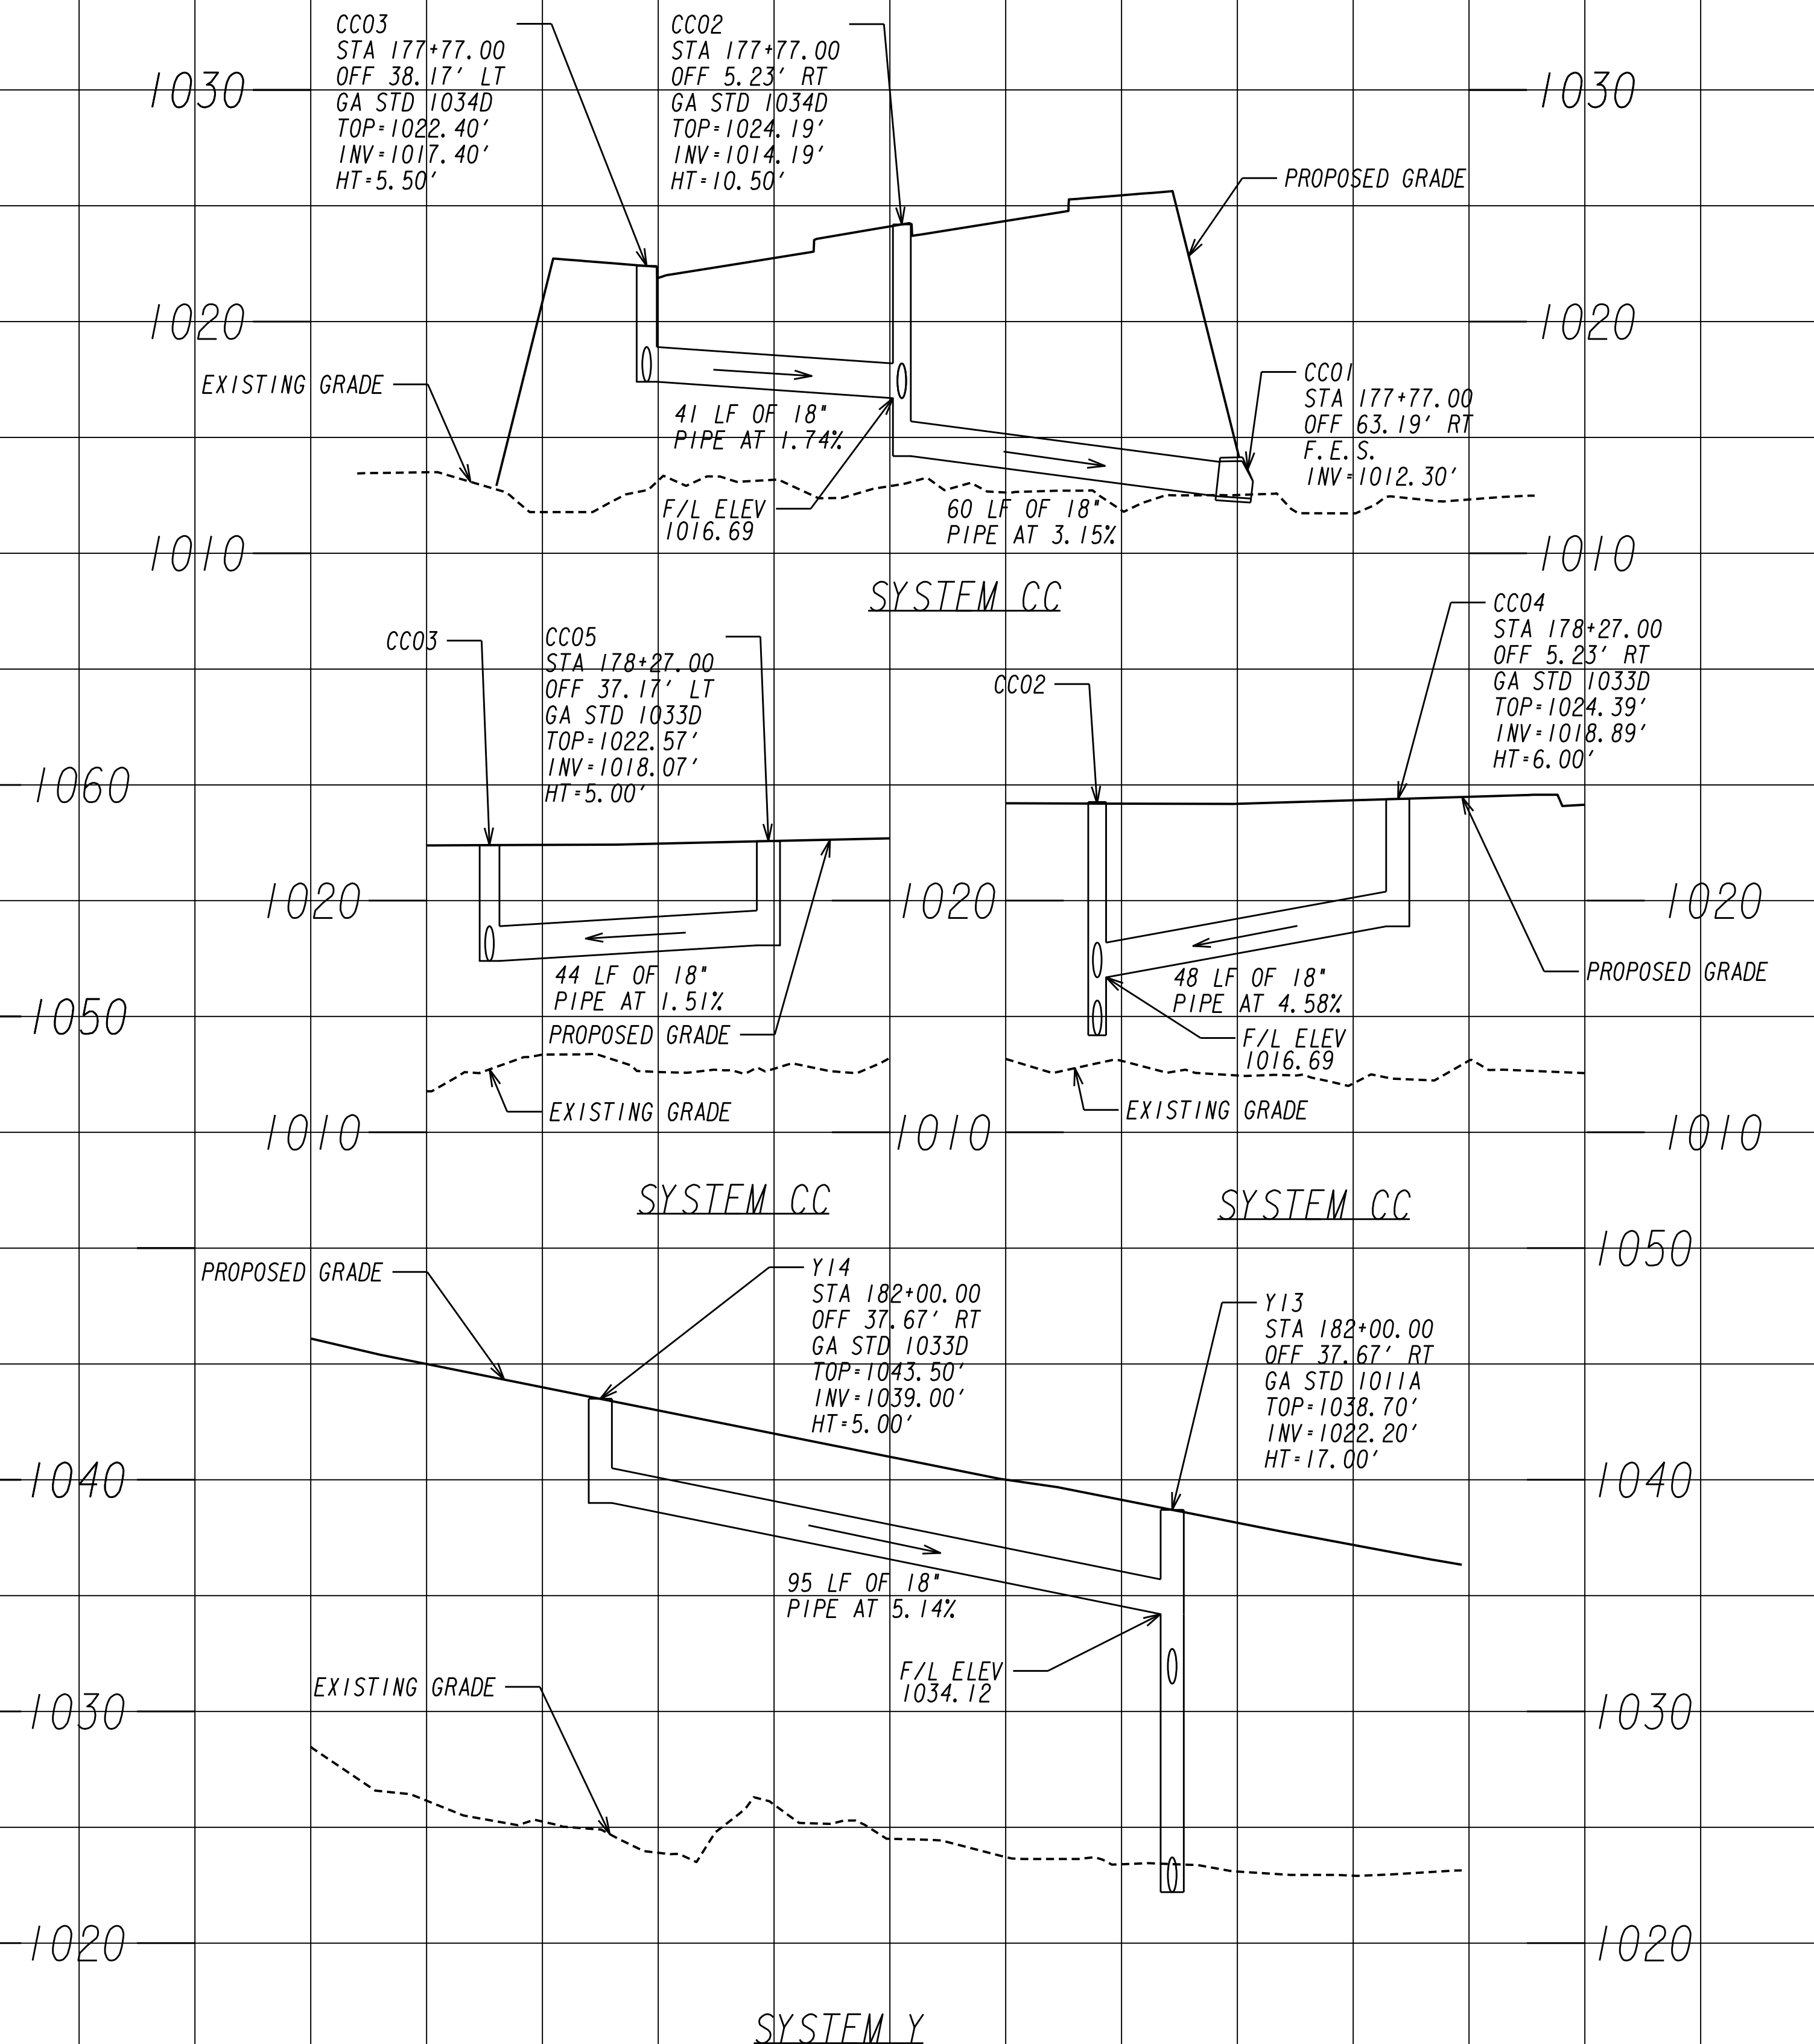 CC03
STA 177+77.00
OFF 38.17' LT
GA STD 1034D
TOP=1022.40'
INV=1017.40'
HT=5.50'
CC02
STA 177+77.00
OFF 5.23' RT
GA STD 1034D
TOP=1024.19'
INV=1014.19'
HT=10.50'
1030
1030
PROPOSED GRADE
1020
1020
EXISTING GRADE
CC01
STA 177+77.00
OFF 63.19' RT
F.E.S.
INV=1012.30'
41 LF OF 18"
PIPE AT 1.74%
F/L ELEV
1016.69
60 LF OF 18"
PIPE AT 3.15%
1010
1010
SYSTEM CC
CC03
CC05
STA 178+27.00
OFF 37.17' LT
GA STD 1033D
TOP=1022.57'
INV=1018.07'
HT=5.00'
CC02
CC04
STA 178+27.00
OFF 5.23' RT
GA STD 1033D
TOP=1024.39'
INV=1018.89'
HT=6.00'
1060
1020
1020
1020
44 LF OF 18"
PIPE AT 1.51%
PROPOSED GRADE
48 LF OF 18"
PIPE AT 4.58%
PROPOSED GRADE
1050
F/L ELEV
1016.69
EXISTING GRADE
EXISTING GRADE
1010
1010
1010
SYSTEM CC
SYSTEM CC
1050
PROPOSED GRADE
Y14
STA 182+00.00
OFF 37.67' RT
GA STD 1033D
TOP=1043.50'
INV=1039.00'
HT=5.00'
Y13
STA 182+00.00
OFF 37.67' RT
GA STD 1011A
TOP=1038.70'
INV=1022.20'
HT=17.00'
1040
1040
95 LF OF 18"
PIPE AT 5.14%
F/L ELEV
1034.12
EXISTING GRADE
1030
1030
1020
1020
SYSTEM Y